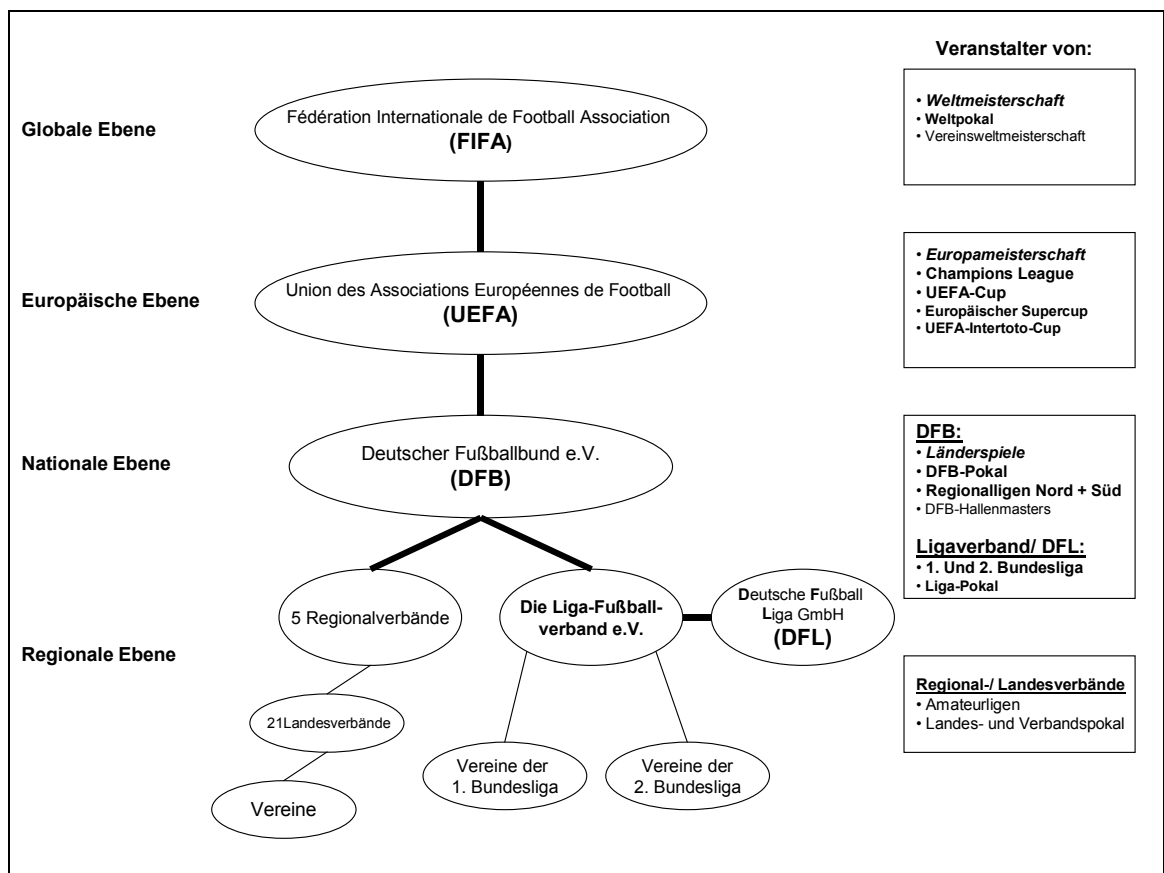 Veranstalter von:
Globale Ebene
Fédération Internationale de Football Association
(FIFA)
• Weltmeisterschaft
• Weltpokal
• Vereinsweltmeisterschaft
Europäische Ebene
Union des Associations Européennes de Football
(UEFA)
• Europameisterschaft
• Champions League
• UEFA-Cup
• Europäischer Supercup
• UEFA-Intertoto-Cup
Nationale Ebene
Deutscher Fußballbund e.V.
(DFB)
DFB:
• Länderspiele
• DFB-Pokal
• Regionalligen Nord + Süd
• DFB-Hallenmasters
Ligaverband/ DFL:
• 1. Und 2. Bundesliga
• Liga-Pokal
Regionale Ebene
5 Regionalverbände
Die Liga-Fußball-
verband e.V.
Deutsche Fußball
Liga GmbH
(DFL)
21Landesverbände
Vereine
Vereine der
1. Bundesliga
Vereine der
2. Bundesliga
Regional-/ Landesverbände
• Amateurligen
• Landes- und Verbandspokal